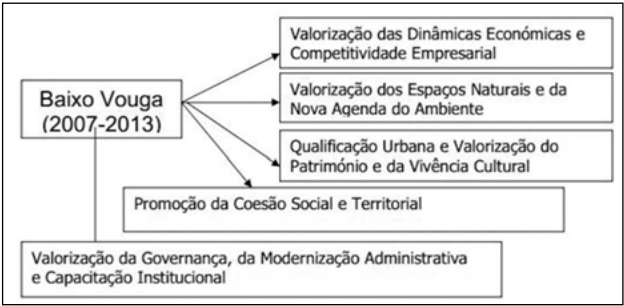 Valorização das Dinâmicas Económicas e
Competitividade Empresarial
Baixo Vouga
(2007-2013)
Valorização dos Espaços Naturais e da
Nova Agenda do Ambiente
Qualificação Urbana e Valorização do
Património e da Vivência Cultural
Promoção da Coesão Social e Territorial
Valorização da Governança, da Modernização Administrativa
e Capacitação Institucional